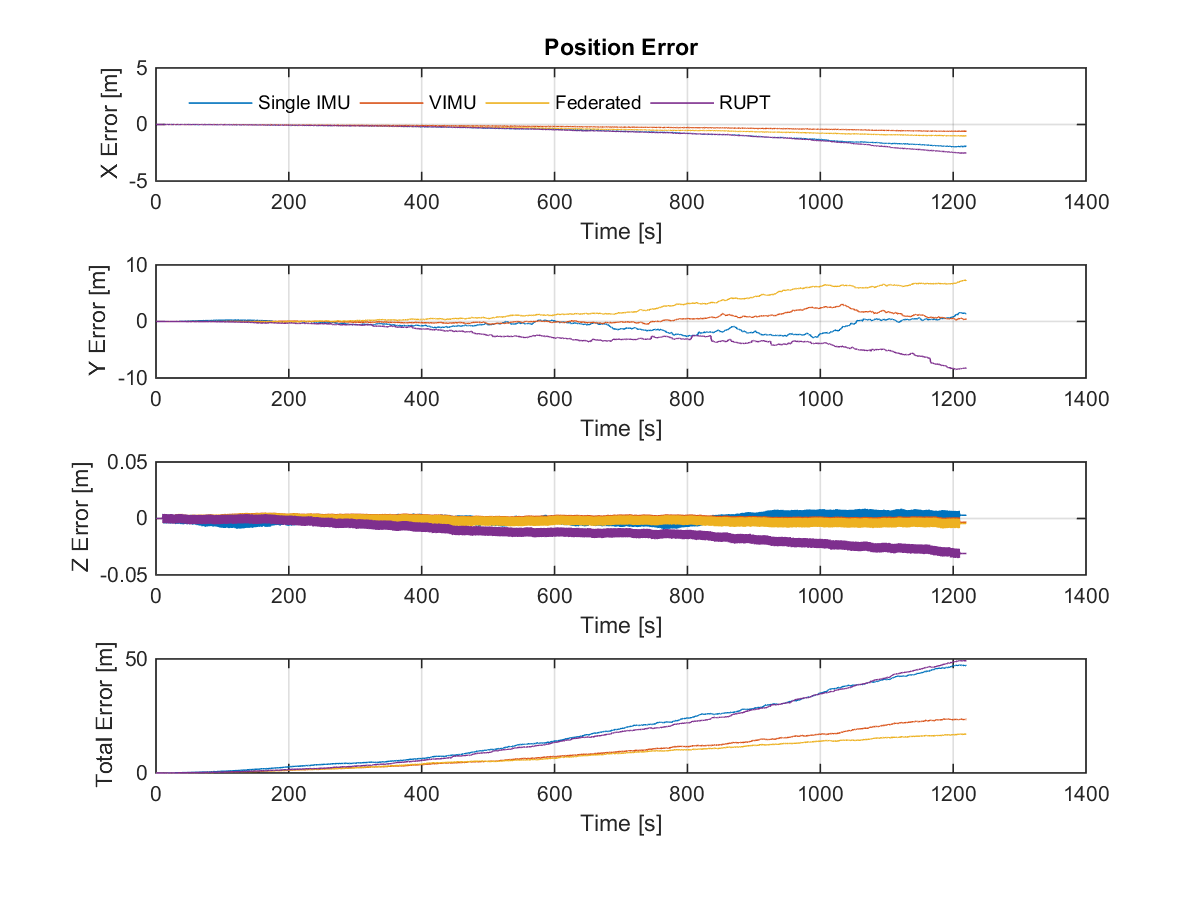 Position Error
X Error [m]
5
0
-5
Single IMU VIMU Federated RUPT
0 200 400 600 800 1000 1200 1400
Time [s]
Y Error [m]
10
0
-10
0 200 400 600 800 1000 1200 1400
Time [s]
Z Error [m]
0.05
0
-0.05
0 200 400 600 800 1000 1200 1400
Time [s]
Total Error [m]
50
0
0 200 400 600 800 1000 1200 1400
Time [s]